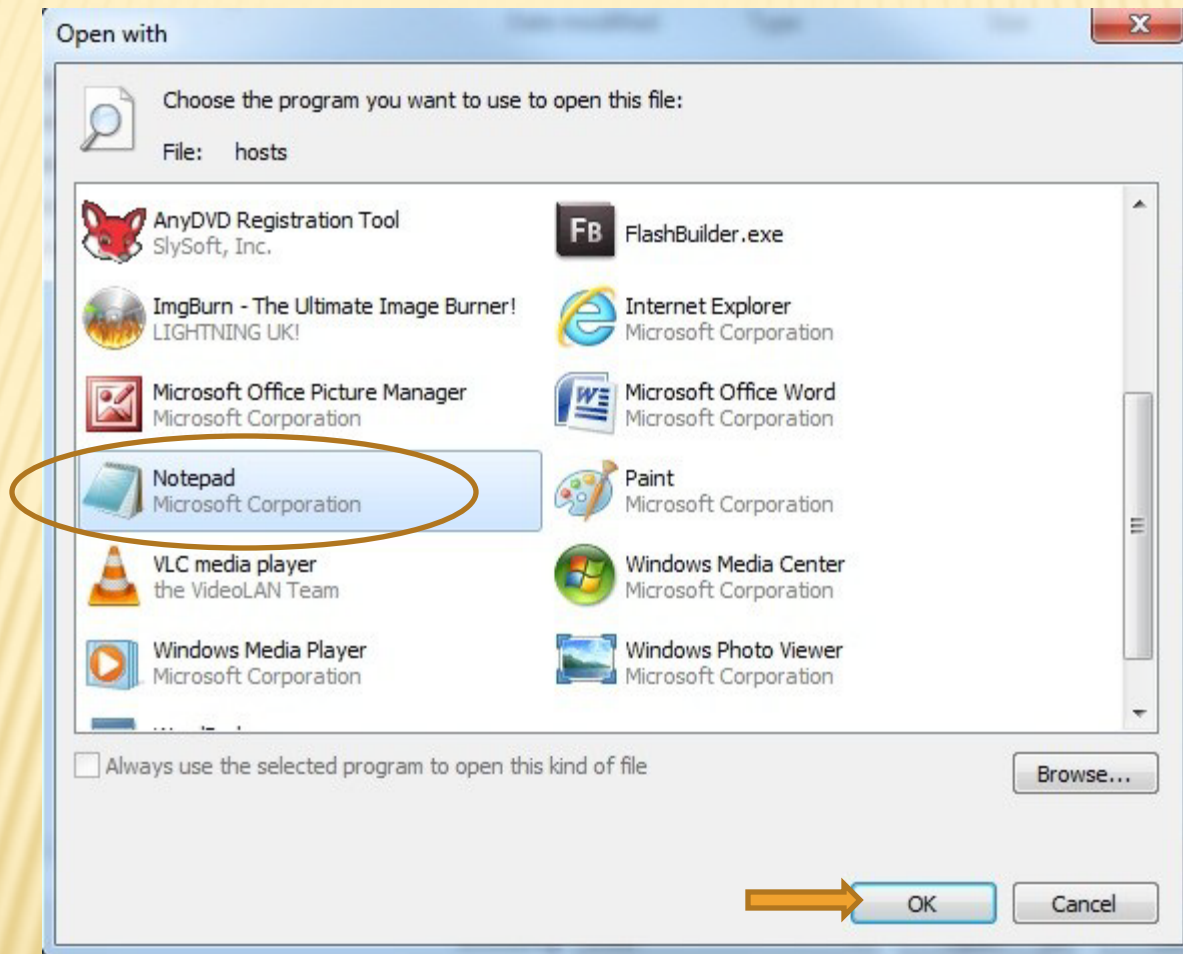 Open with
Choose the program you want to use to open this file:
File: hosts
AnyDVD Registration Tool
SlySoft, Inc.
FB FlashBuilder.exe
ImgBurn - The Ultimate Image Burner!
LIGHTNING UK!
Internet Explorer
Microsoft Corporation
Microsoft Office Picture Manager
Microsoft Corporation
Microsoft Office Word
Microsoft Corporation
Notepad
Microsoft Corporation
Paint
Microsoft Corporation
VLC media player
the VideoLAN Team
Windows Media Center
Microsoft Corporation
Windows Media Player
Microsoft Corporation
Windows Photo Viewer
Microsoft Corporation
Always use the selected program to open this kind of file
Browse...
OK
Cancel